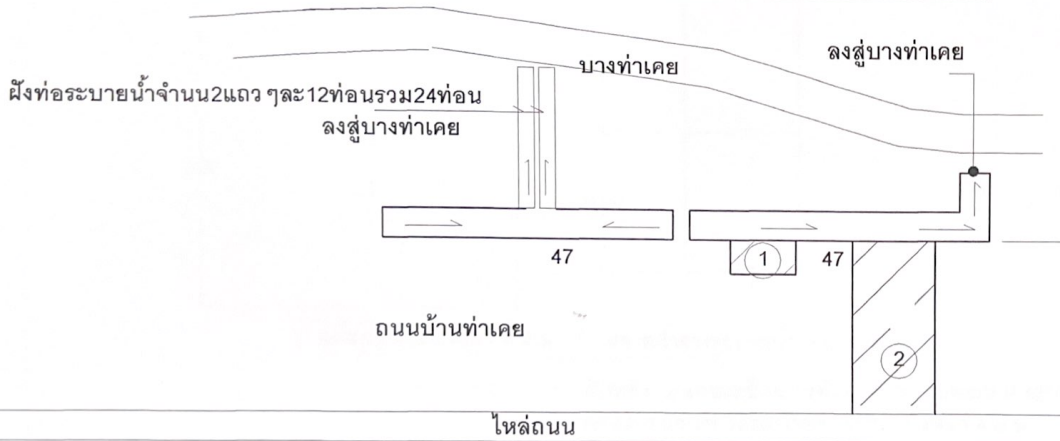 ลงสู่บางท่าเคย
บางท่าเคย
ฝังท่อระบายน้ำจำนน2แถว ๆละ12ท่อนรวม24ท่อน
ลงสู่บางท่าเคย
47
1
47
ถนนบ้านท่าเคย
2
ไหล่ถนน